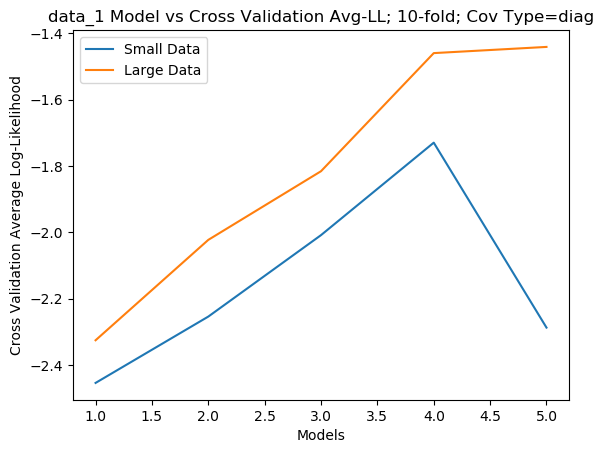 data_1 Model vs Cross Validation Avg-LL; 10-fold; Cov Type=diag
Small Data
Large Data
Cross Validation Average Log-Likelihood
−1.4
−1.6
−1.8
−2.0
−2.2
−2.4
1.0 1.5 2.0 2.5 3.0 3.5 4.0 4.5 5.0
Models